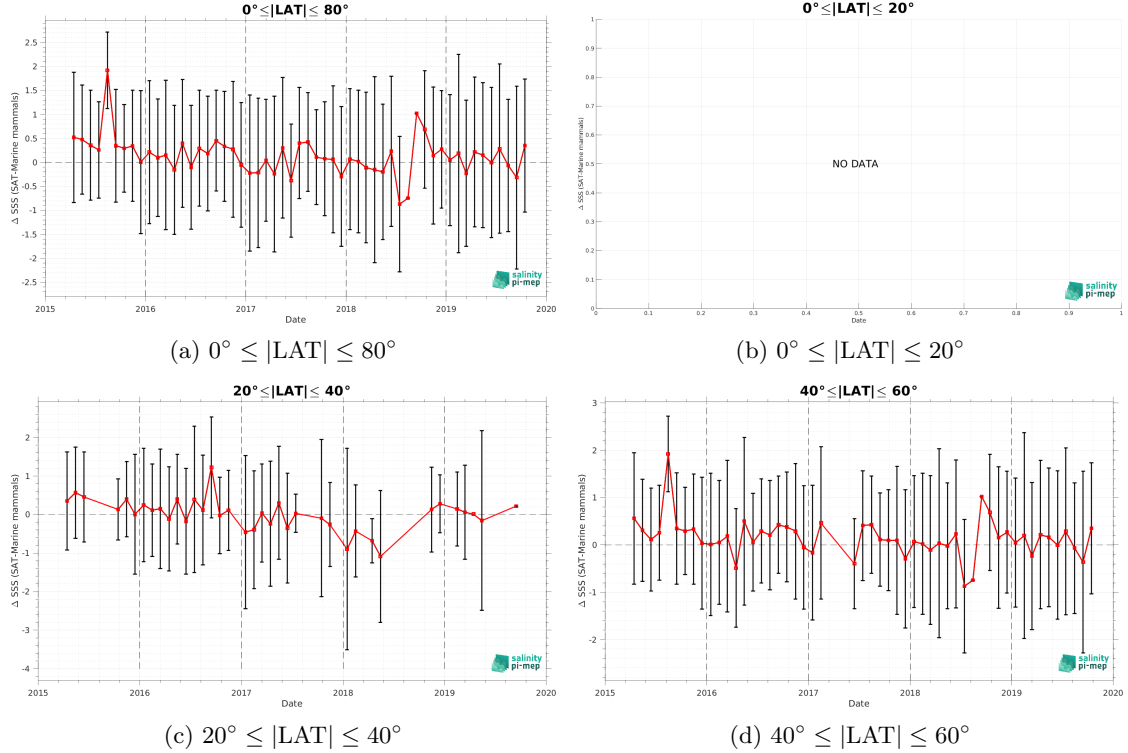 0°≤|LAT|≤ 80°
Δ SSS (SAT-Marine mammals)
2.5
2
1.5
1
0.5
0
-0.5
-1
-1.5
-2
-2.5
2015
2016
2017
2018
2019
2020
Date
salinity
pi-mep
(a) 0° ≤ |LAT| ≤ 80°
0°≤|LAT|≤ 20°
Δ SSS (SAT-Marine mammals)
1
0.9
0.8
0.7
0.6
0.5
0.4
0.3
0.2
0.1
0
NO DATA
0
0.1
0.2
0.3
0.4
0.5
0.6
0.7
0.8
0.9
1
Date
salinity
pi-mep
(b) 0° ≤ |LAT| ≤ 20°
20°≤|LAT|≤ 40°
Δ SSS (SAT-Marine mammals)
2
1
0
-1
-2
-3
-4
2015
2016
2017
2018
2019
2020
Date
salinity
pi-mep
(c) 20° ≤ |LAT| ≤ 40°
40°≤|LAT|≤ 60°
Δ SSS (SAT-Marine mammals)
3
2
1
0
-1
-2
2015
2016
2017
2018
2019
2020
Date
salinity
pi-mep
(d) 40° ≤ |LAT| ≤ 60°